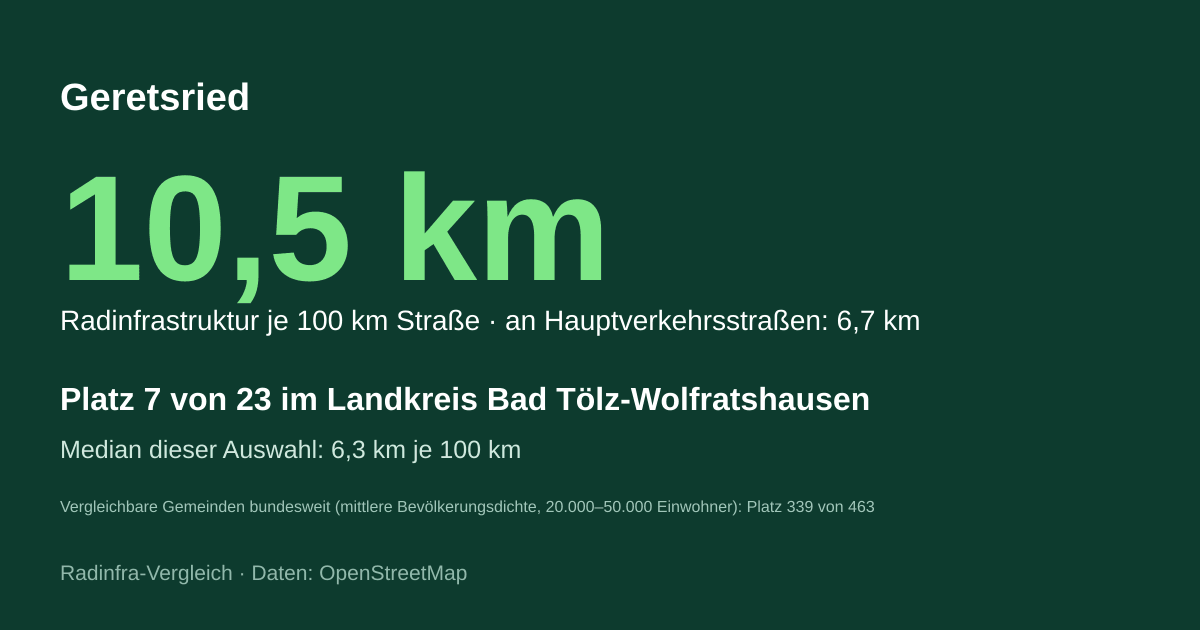 Geretsried
10,5 km
Radinfrastruktur je 100 km Straße · an Hauptverkehrsstraßen: 6,7 km
Platz 7 von 23 im Landkreis Bad Tölz-Wolfratshausen
Median dieser Auswahl: 6,3 km je 100 km
Vergleichbare Gemeinden bundesweit (mittlere Bevölkerungsdichte, 20.000–50.000 Einwohner): Platz 339 von 463
Radinfra-Vergleich · Daten: OpenStreetMap